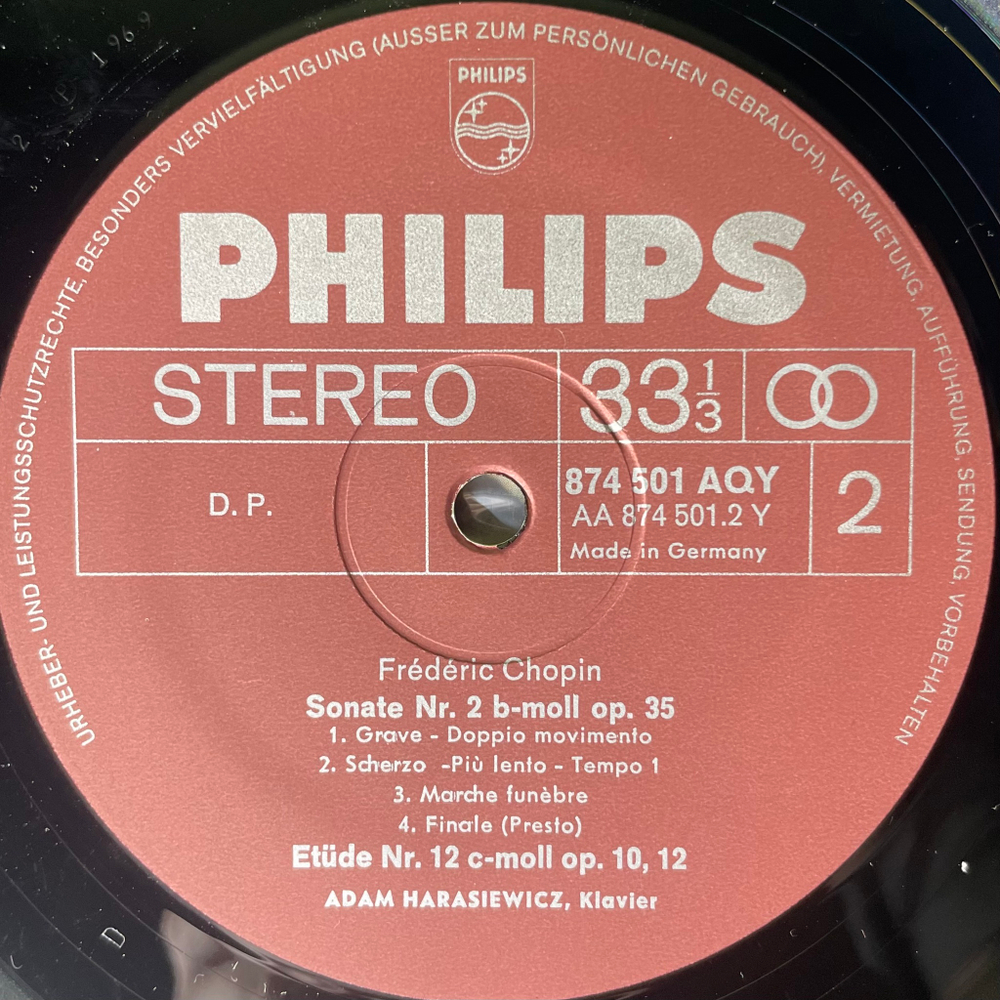 1969
URHEBER- UND LEISTUNGSSCHUTZRECHTE, BESONDERS VERVIELFÄLTIGUNG (AUSSER ZUM PERSÖNLICHEN GEBRAUCH), VERMIETUNG, AUFFÜHRUNG, SENDUNG, VORBEHALTEN
PHILIPS
PHILIPS
STEREO 33 1/3
D. P.
874 501 AQY
AA 874 501.2 Y
Made in Germany
2
Frédéric Chopin
Sonate Nr. 2 b-moll op. 35
1. Grave - Doppio movimento
2. Scherzo -Più lento - Tempo 1
3. Marche funèbre
4. Finale (Presto)
Etüde Nr. 12 c-moll op. 10, 12
ADAM HARASIEWICZ, Klavier
D